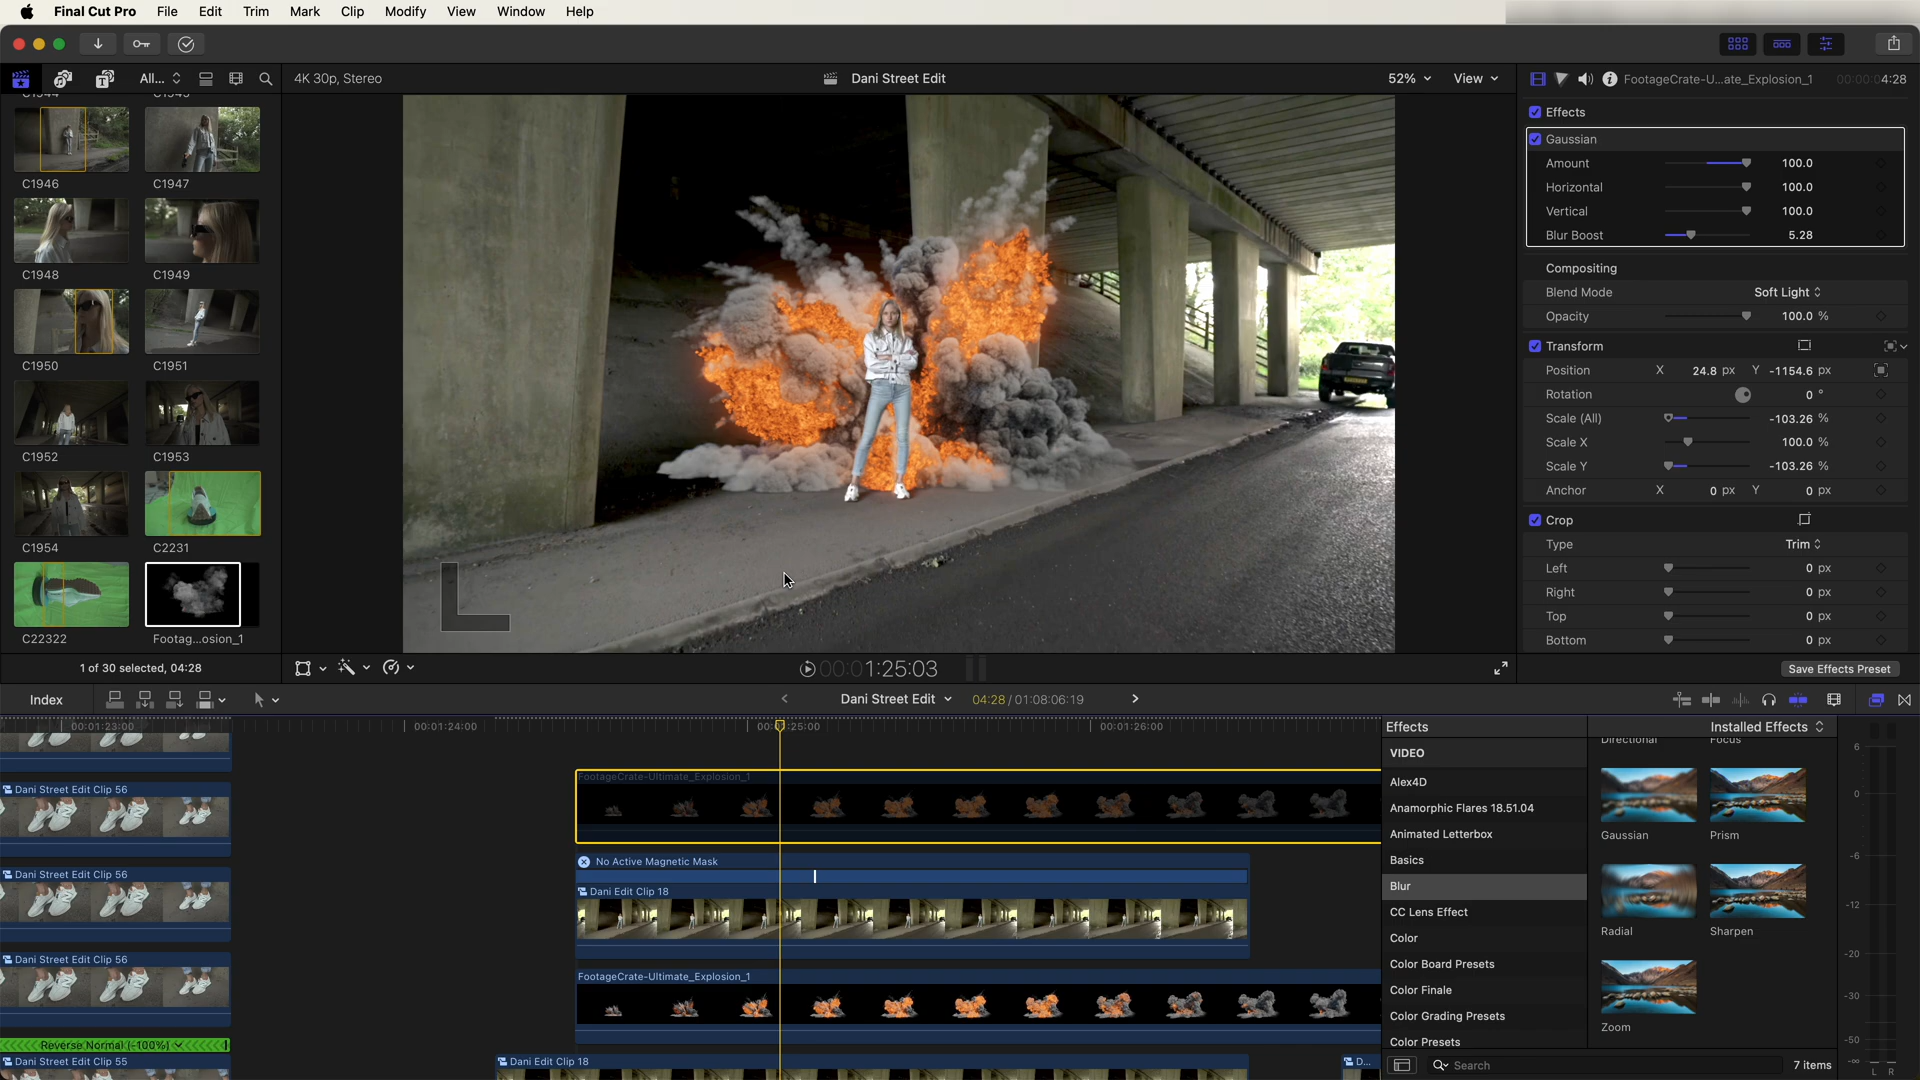 Final Cut Pro File Edit Trim Mark Clip Modify View Window Help
All...
4K 30p, Stereo
Dani Street Edit
52%
View
FootageCrate-U...ate_Explosion_1
00:00:04:28
C1944
C1945
C1946
C1947
C1948
C1949
C1950
C1951
C1952
C1953
C1954
C2231
C22322
Footag...osion_1
1 of 30 selected, 04:28
00:01:25:03
Effects
Gaussian
Amount 100.0
Horizontal 100.0
Vertical 100.0
Blur Boost 5.28
Compositing
Blend Mode Soft Light
Opacity 100.0 %
Transform
Position X 24.8 px Y -1154.6 px
Rotation 0 °
Scale (All) -103.26 %
Scale X 100.0 %
Scale Y -103.26 %
Anchor X 0 px Y 0 px
Crop
Type Trim
Left 0 px
Right 0 px
Top 0 px
Bottom 0 px
Save Effects Preset
Index
Dani Street Edit
04:28 / 01:08:06:19
00:01:23:00
00:01:24:00
00:01:25:00
00:01:26:00
Dani Street Edit Clip 56
Dani Street Edit Clip 56
Dani Street Edit Clip 56
Reverse Normal (-100%)
Dani Street Edit Clip 55
FootageCrate-Ultimate_Explosion_1
No Active Magnetic Mask
Dani Edit Clip 18
FootageCrate-Ultimate_Explosion_1
Dani Edit Clip 18
D...
Effects
Installed Effects
VIDEO
Alex4D
Anamorphic Flares 18.51.04
Animated Letterbox
Basics
Blur
CC Lens Effect
Color
Color Board Presets
Color Finale
Color Grading Presets
Color Presets
Directional
Focus
Gaussian
Prism
Radial
Sharpen
Zoom
Search
7 items
6
0
-6
-12
-20
-30
-50
-∞
L R